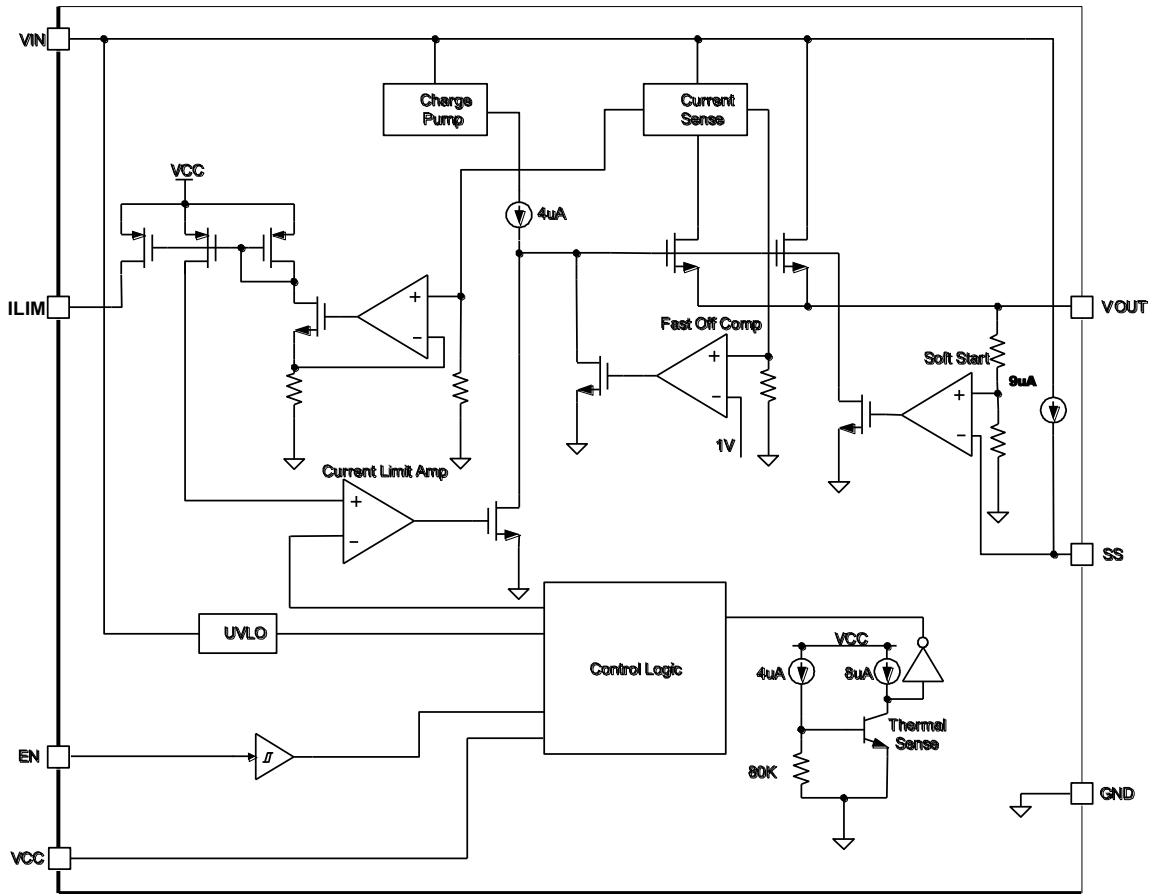 VIN
Charge
Pump
Current
Sense
VCC
4uA
ILIM
+
−
VOUT
Fast Off Comp
+
−
1V
Soft Start
9uA
+
−
Current Limit Amp
+
−
SS
UVLO
Control Logic
VCC
4uA
8uA
Thermal
Sense
80K
EN
GND
VCC